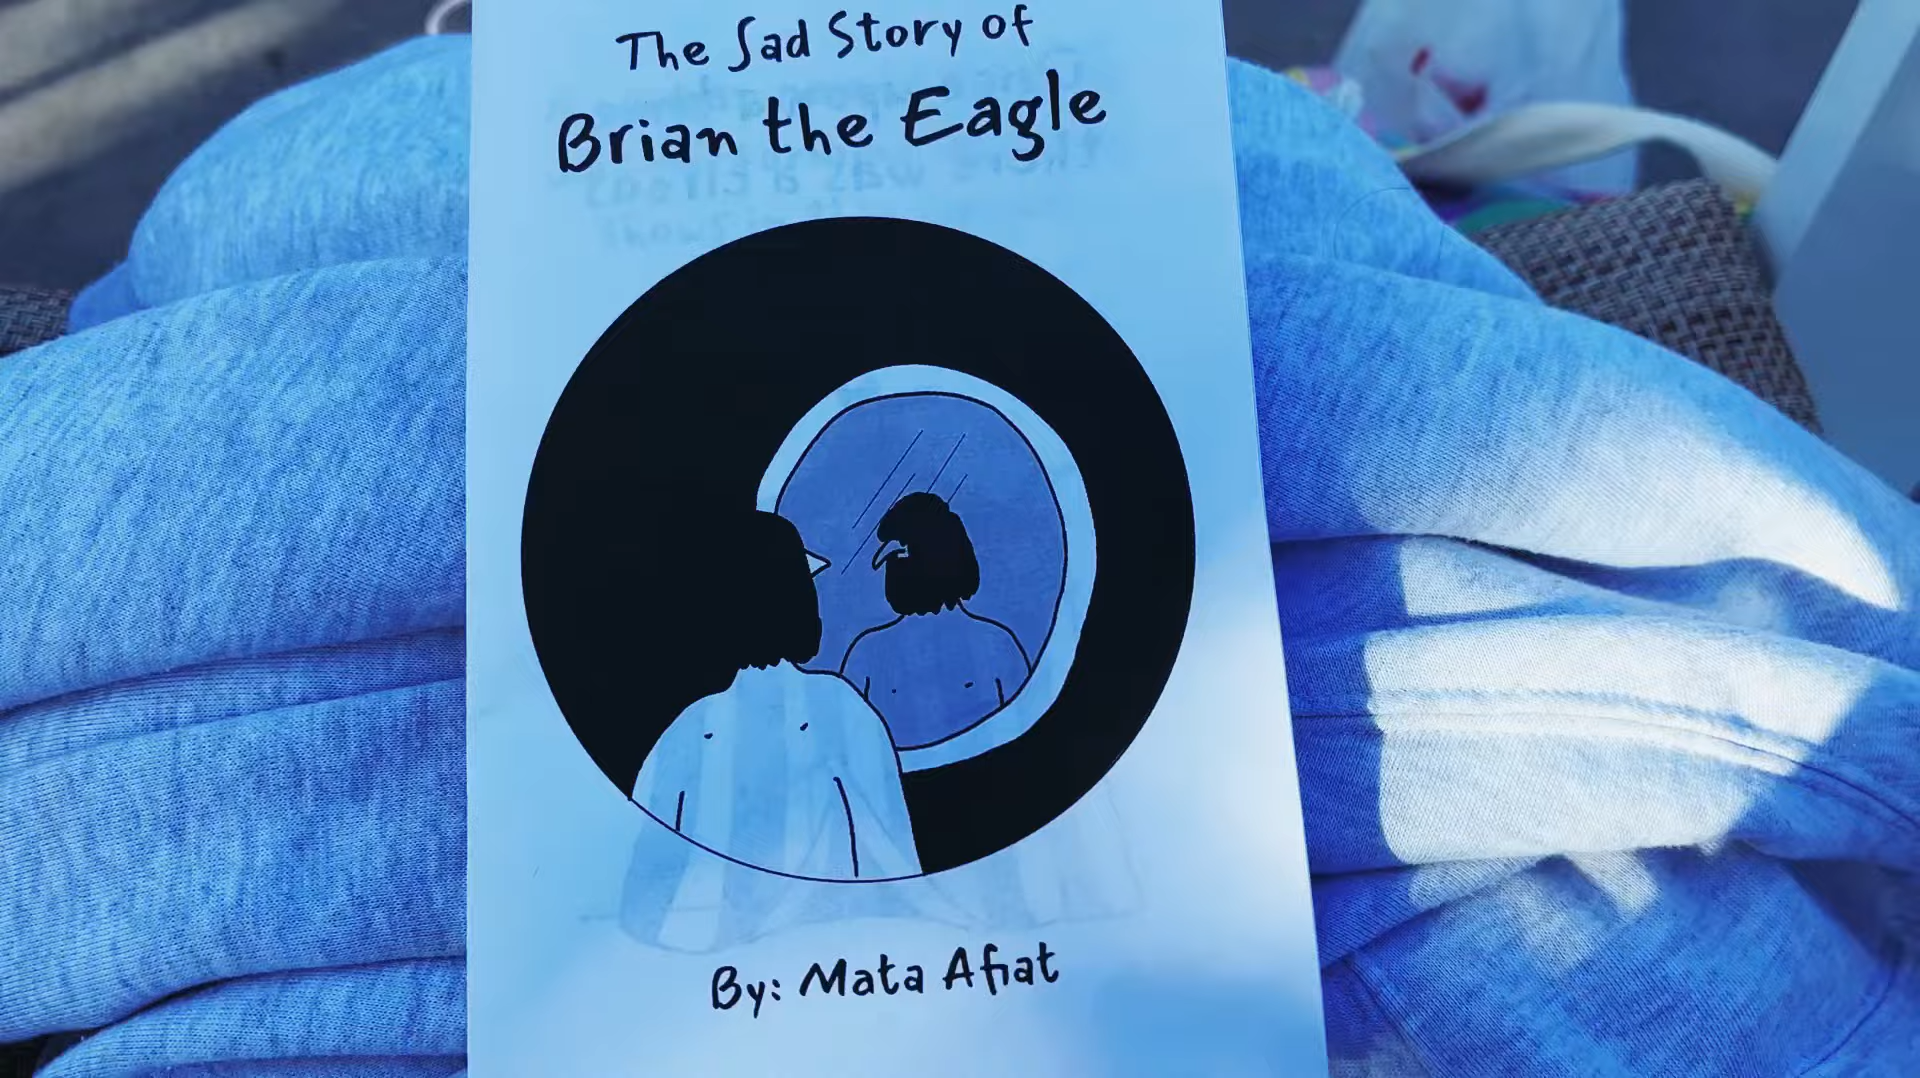 The Sad Story of
Brian the Eagle
By: Mata Afiat